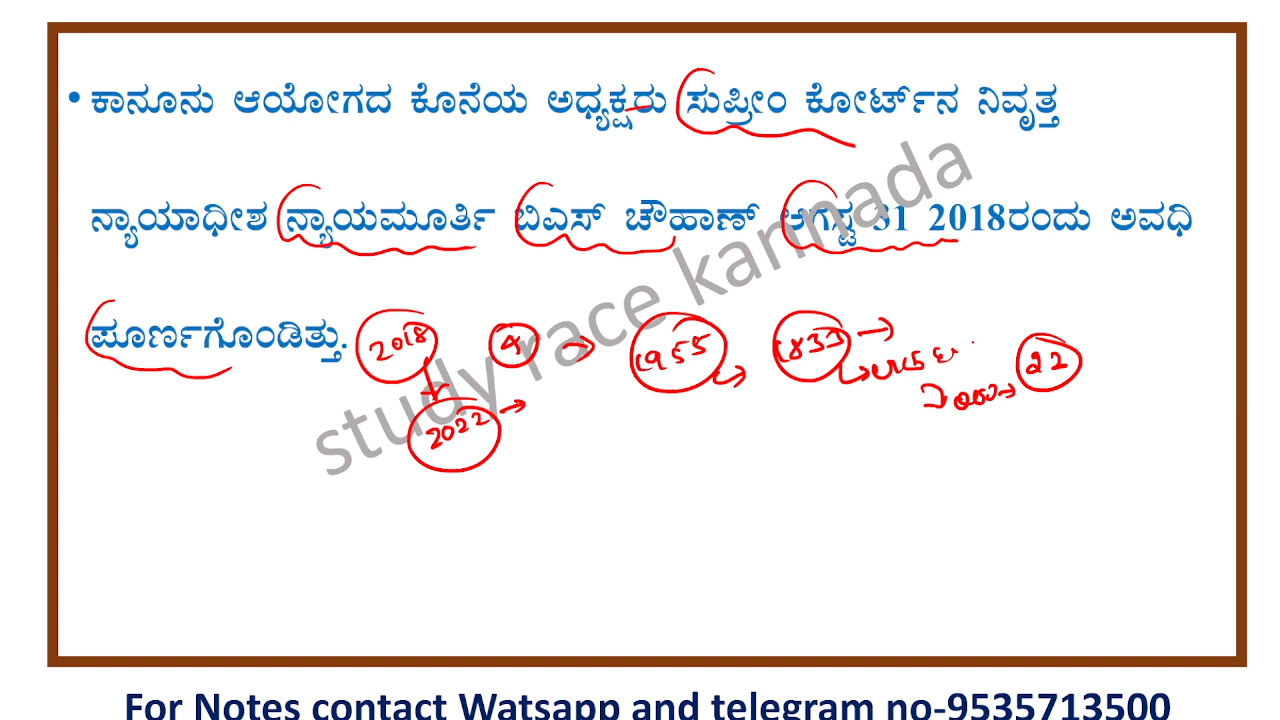 • ಕಾನೂನು ಆಯೋಗದ ಕೊನೆಯ ಅಧ್ಯಕ್ಷರು ಸುಪ್ರೀಂ ಕೋರ್ಟ್‌ನ ನಿವೃತ್ತ
ನ್ಯಾಯಾಧೀಶ ನ್ಯಾಯಮೂರ್ತಿ ಬಿಎಸ್ ಚೌಹಾಣ್ ಆಗಸ್ಟ 31 2018ರಂದು ಅವಧಿ
ಪೂರ್ಣಗೊಂಡಿತ್ತು.
2018 4 1955 1833 22
2022
study race kannada
For Notes contact Watsapp and telegram no-9535713500